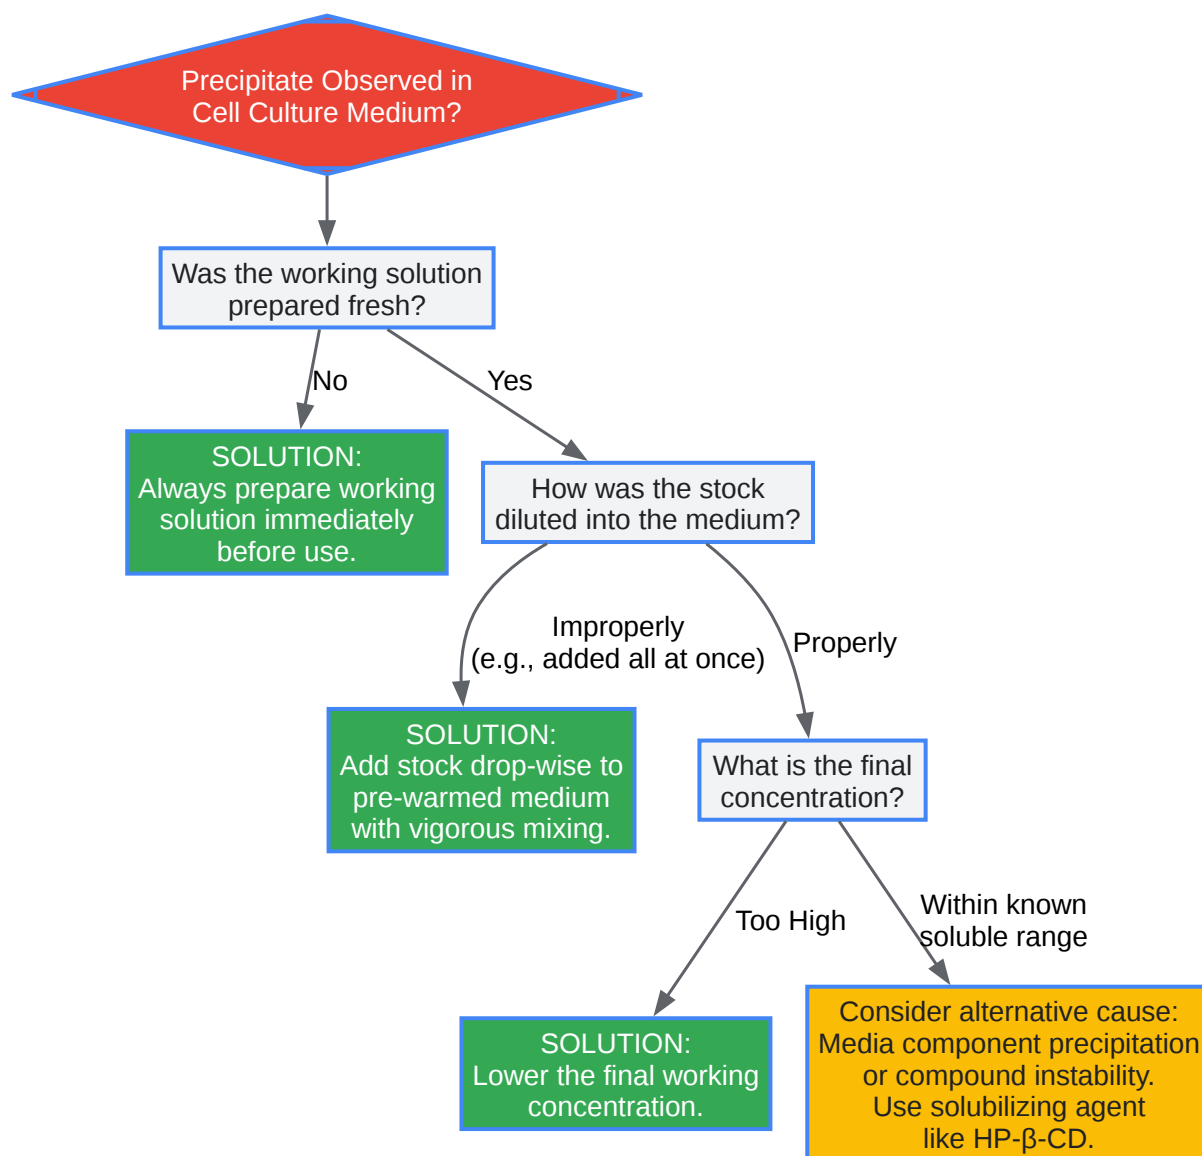 Precipitate Observed in
Cell Culture Medium?
Was the working solution
prepared fresh?
No
Yes
SOLUTION:
Always prepare working
solution immediately
before use.
How was the stock
diluted into the medium?
Improperly
(e.g., added all at once)
Properly
SOLUTION:
Add stock drop-wise to
pre-warmed medium
with vigorous mixing.
What is the final
concentration?
Too High
Within known
soluble range
SOLUTION:
Lower the final working
concentration.
Consider alternative cause:
Media component precipitation
or compound instability.
Use solubilizing agent
like HP-β-CD.